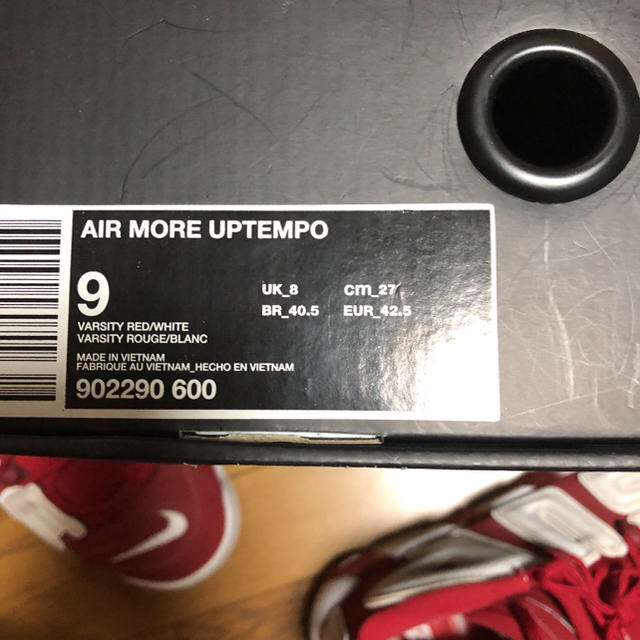 AIR MORE UPTEMPO
9
UK_8 cm_27
BR_40.5 EUR_42.5
VARSITY RED/WHITE
VARSITY ROUGE/BLANC
MADE IN VIETNAM
FABRIQUE AU VIETNAM_HECHO EN VIETNAM
902290 600